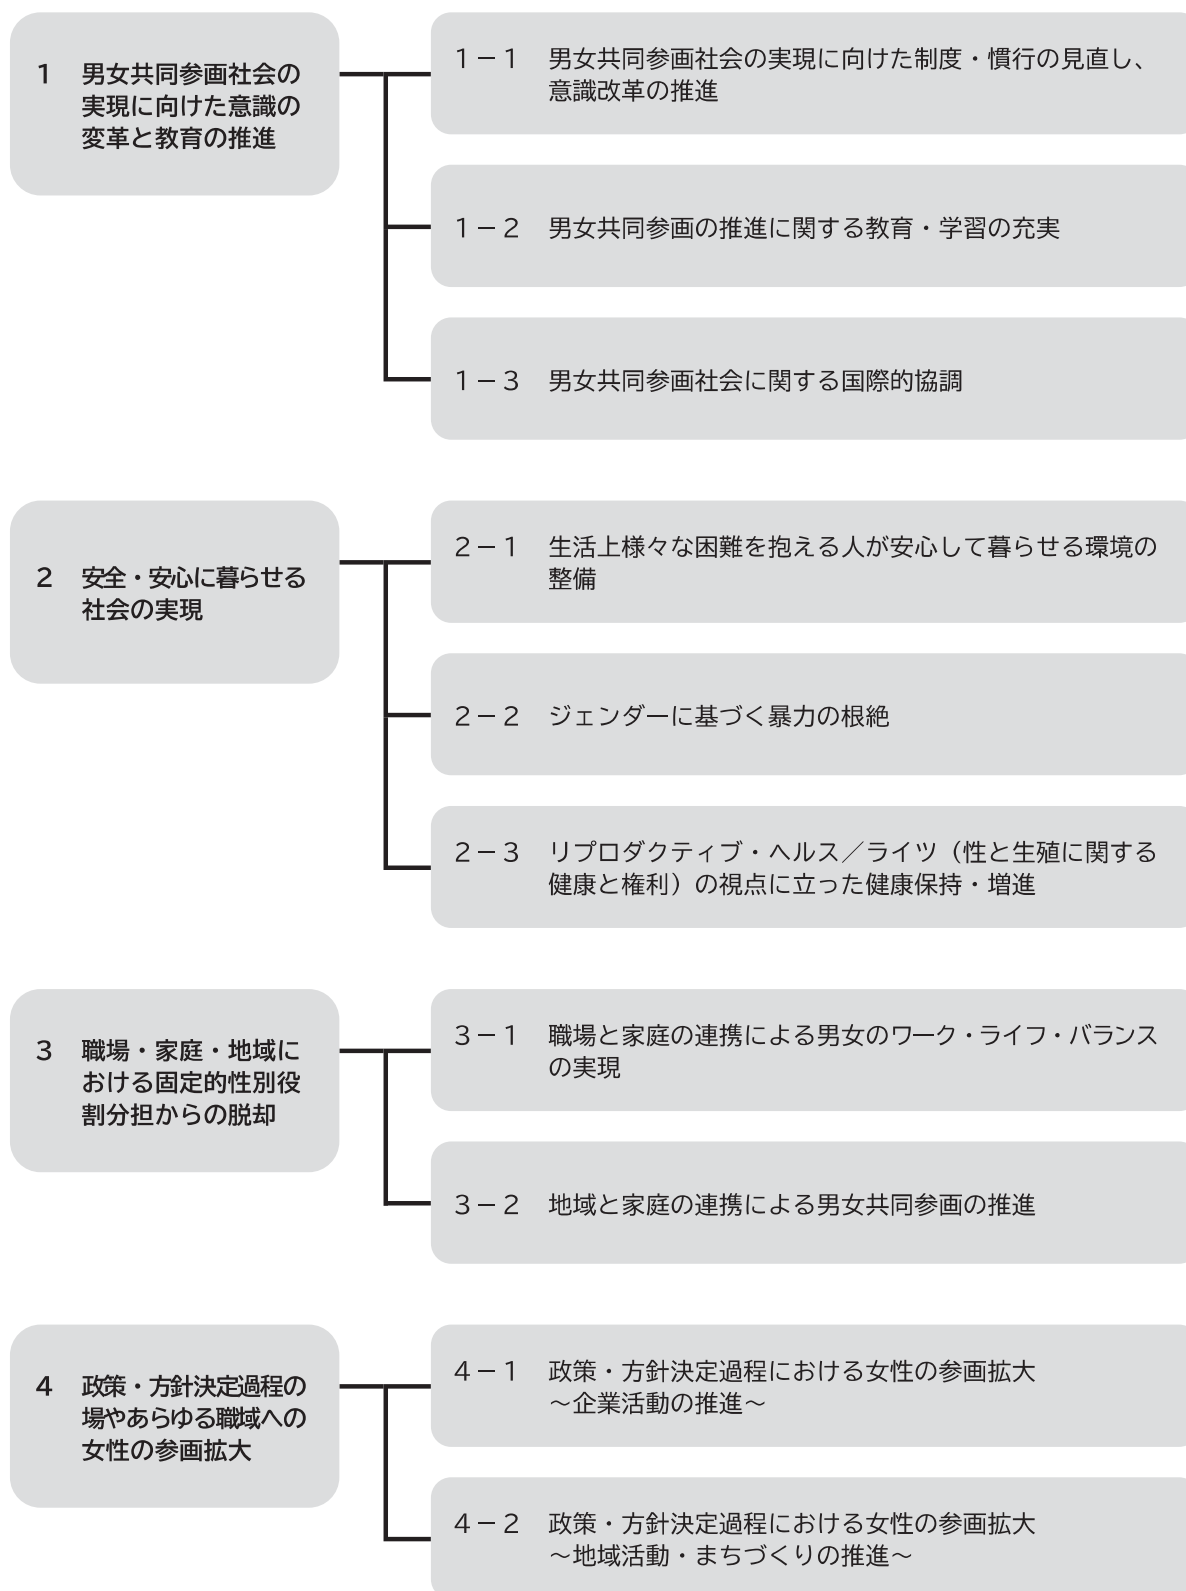 1 男女共同参画社会の
実現に向けた意識の
変革と教育の推進
1－1 男女共同参画社会の実現に向けた制度・慣行の見直し、
意識改革の推進
1－2 男女共同参画の推進に関する教育・学習の充実
1－3 男女共同参画社会に関する国際的協調
2 安全・安心に暮らせる
社会の実現
2－1 生活上様々な困難を抱える人が安心して暮らせる環境の
整備
2－2 ジェンダーに基づく暴力の根絶
2－3 リプロダクティブ・ヘルス／ライツ（性と生殖に関する
健康と権利）の視点に立った健康保持・増進
3 職場・家庭・地域に
おける固定的性別役
割分担からの脱却
3－1 職場と家庭の連携による男女のワーク・ライフ・バランス
の実現
3－2 地域と家庭の連携による男女共同参画の推進
4 政策・方針決定過程の
場やあらゆる職域への
女性の参画拡大
4－1 政策・方針決定過程における女性の参画拡大
～企業活動の推進～
4－2 政策・方針決定過程における女性の参画拡大
～地域活動・まちづくりの推進～